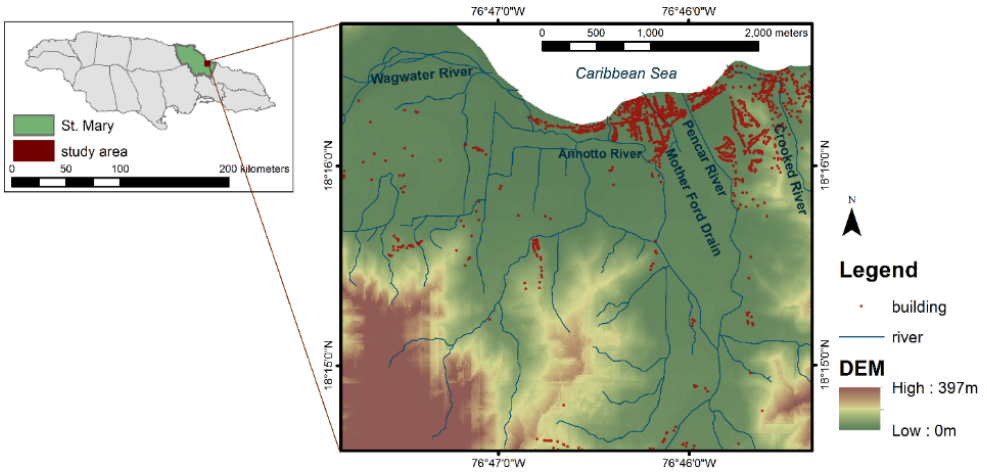 St. Mary
study area
0 50 100 200 kilometers
76°47'0"W
76°46'0"W
0 500 1,000 2,000 meters
Caribbean Sea
Wagwater River
Annotto River
Mother Ford Drain
Pencar River
Crooked River
18°16'0"N
18°16'0"N
18°15'0"N
18°15'0"N
76°47'0"W
76°46'0"W
N
Legend
building
river
DEM
High : 397m
Low : 0m